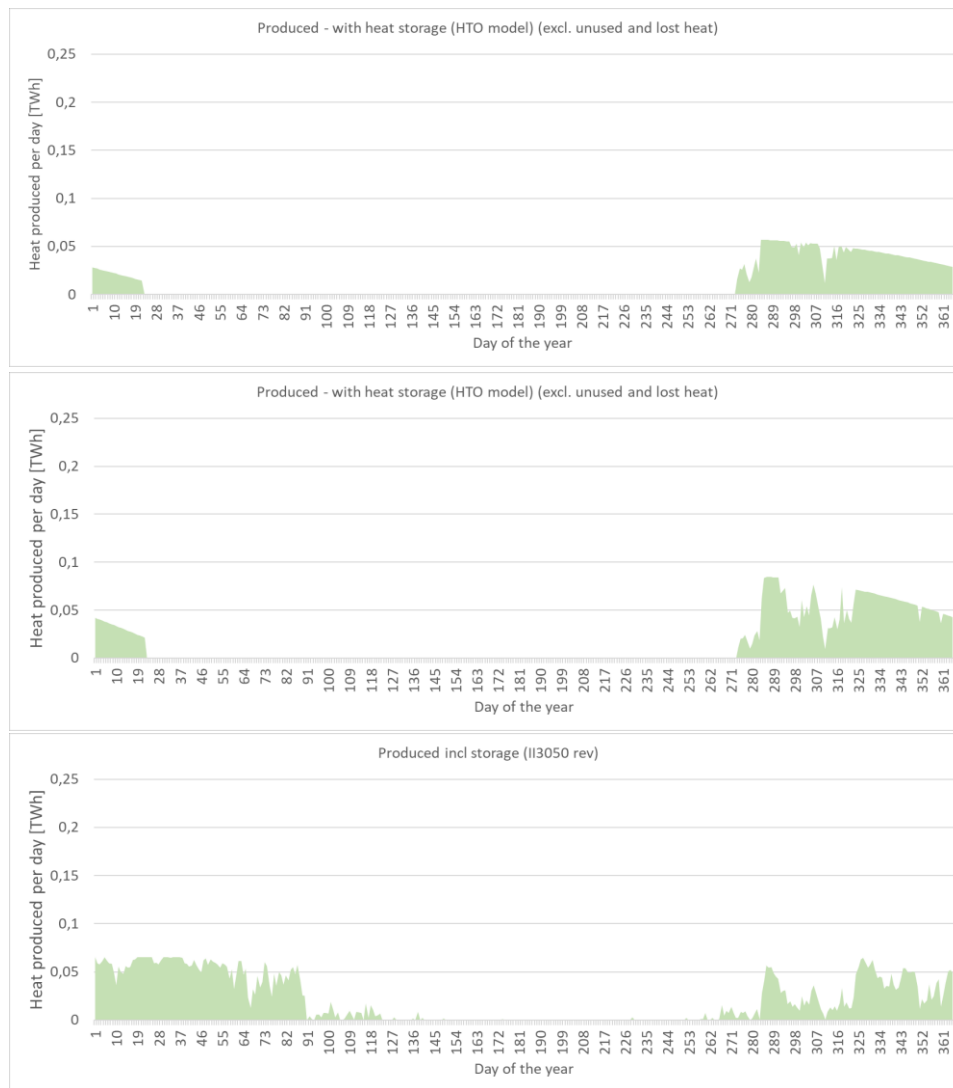 Produced - with heat storage (HTO model) (excl. unused and lost heat)
Heat produced per day [TWh]
0,25
0,2
0,15
0,1
0,05
0
1 10 19 28 37 46 55 64 73 82 91 100 109 118 127 136 145 154 163 172 181 190 199 208 217 226 235 244 253 262 271 280 289 298 307 316 325 334 343 352 361
Day of the year
Produced - with heat storage (HTO model) (excl. unused and lost heat)
Heat produced per day [TWh]
0,25
0,2
0,15
0,1
0,05
0
1 10 19 28 37 46 55 64 73 82 91 100 109 118 127 136 145 154 163 172 181 190 199 208 217 226 235 244 253 262 271 280 289 298 307 316 325 334 343 352 361
Day of the year
Produced incl storage (II3050 rev)
Heat produced per day [TWh]
0,25
0,2
0,15
0,1
0,05
0
1 10 19 28 37 46 55 64 73 82 91 100 109 118 127 136 145 154 163 172 181 190 199 208 217 226 235 244 253 262 271 280 289 298 307 316 325 334 343 352 361
Day of the year